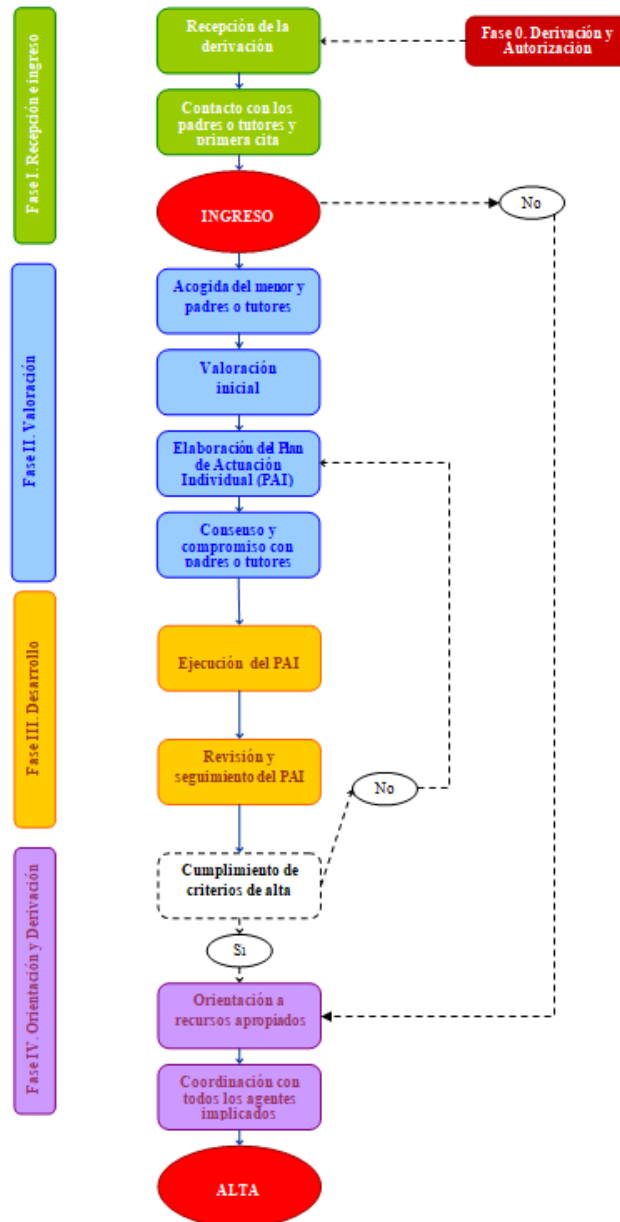 Recepción de la
derivación
Fase 0. Derivación y
Autorización
Fase I. Recepción e ingreso
Contacto con los
padres o tutores y
primera cita
INGRESO
No
Fase II. Valoración
Acogida del menor y
padres o tutores
Valoración
inicial
Elaboración del Plan
de Actuación
Individual (PAI)
Consenso y
compromiso con
padres o tutores
Fase III. Desarrollo
Ejecución del PAI
Revisión y
seguimiento del PAI
No
Fase IV. Orientación y Derivación
Cumplimiento de
criterios de alta
Sı
Orientación a
recursos apropiados
Coordinación con
todos los agentes
implicados
ALTA